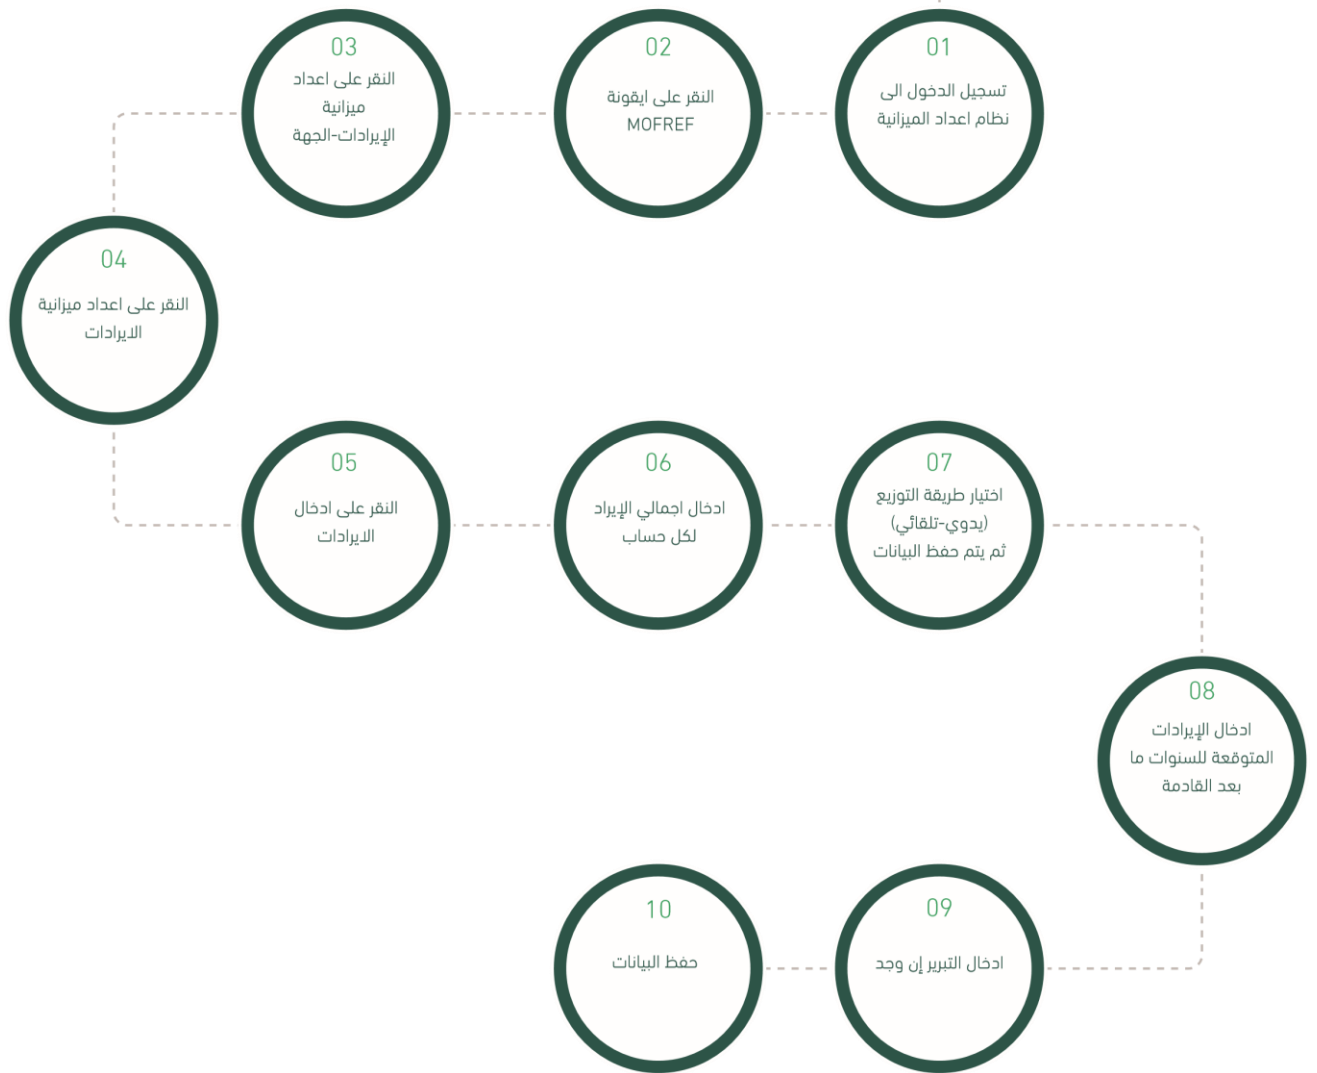 01
تسجيل الدخول الى
نظام اعداد الميزانية
02
النقر على ايقونة
MOFREF
03
النقر على اعداد
ميزانية
الإيرادات-الجهة
04
النقر على اعداد ميزانية
الايرادات
05
النقر على ادخال
الايرادات
06
ادخال اجمالي الإيراد
لكل حساب
07
اختيار طريقة التوزيع
(يدوي-تلقائي)
ثم يتم حفظ البيانات
08
ادخال الإيرادات
المتوقعة للسنوات ما
بعد القادمة
09
ادخال التبرير إن وجد
10
حفظ البيانات